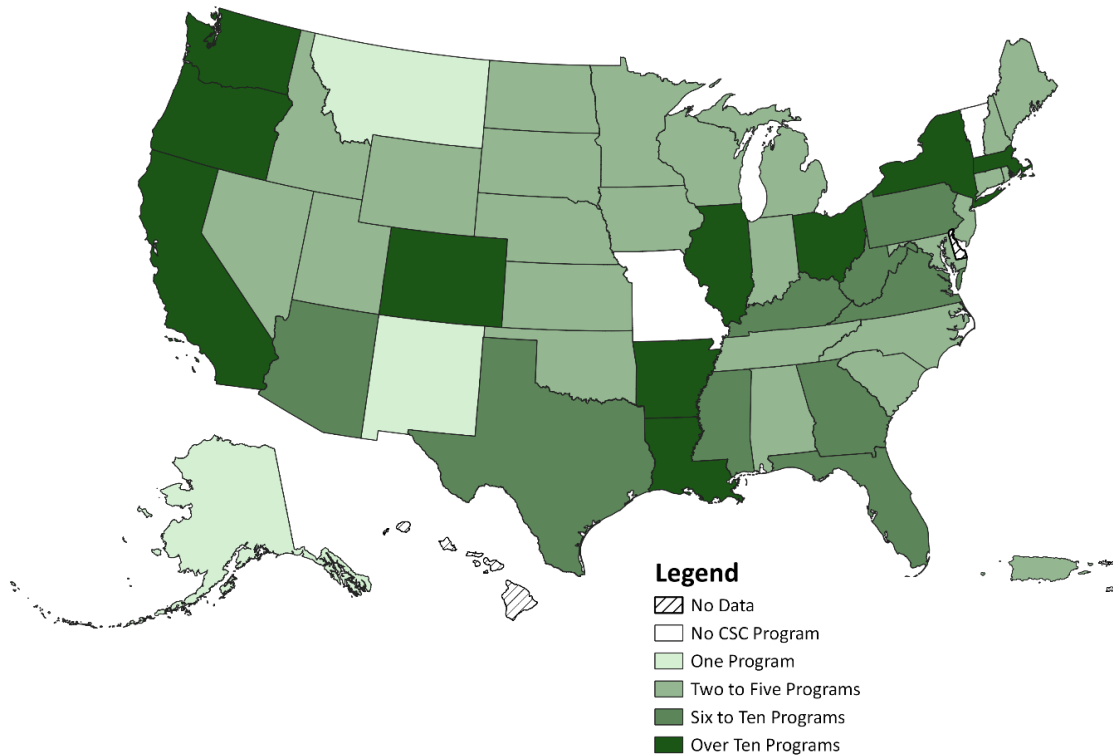 Legend
No Data
No CSC Program
One Program
Two to Five Programs
Six to Ten Programs
Over Ten Programs